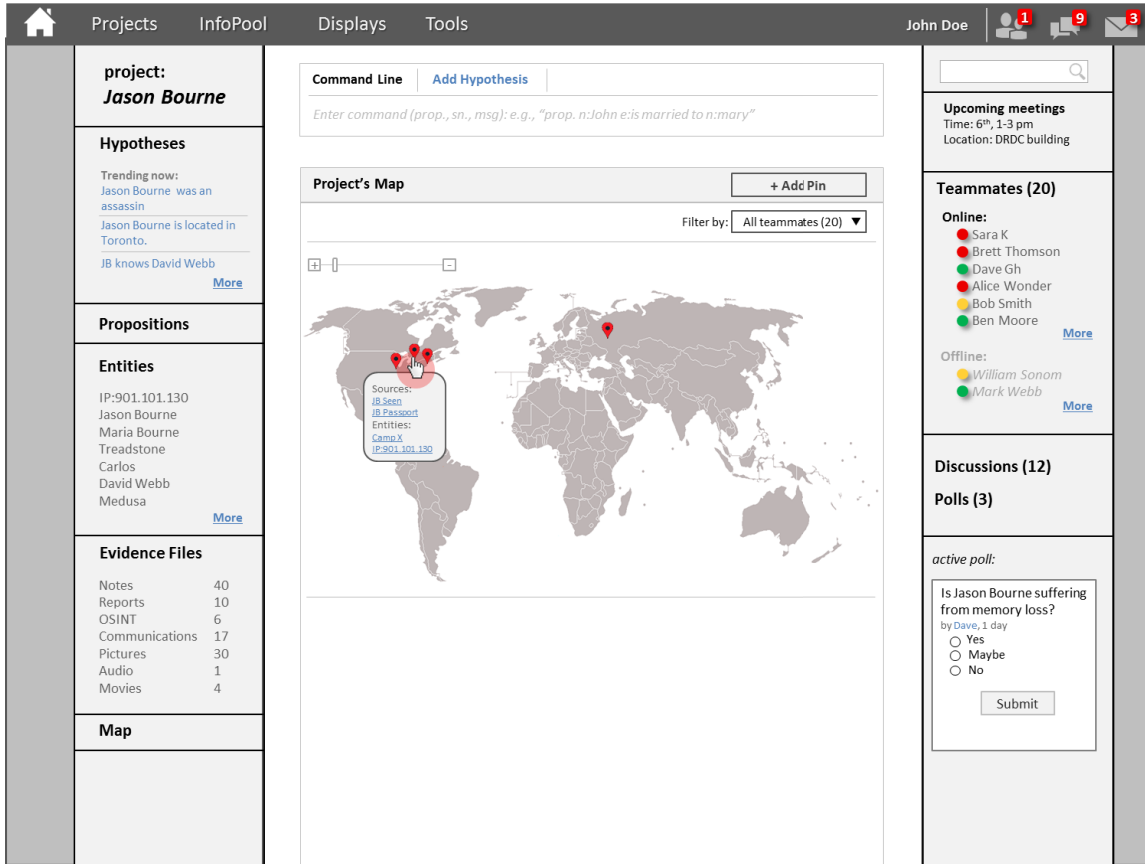 Projects InfoPool Displays Tools John Doe 1 9 3
project:
Jason Bourne
Hypotheses
Trending now:
Jason Bourne was an
assassin
Jason Bourne is located in
Toronto.
JB knows David Webb
More
Propositions
Entities
IP:901.101.130
Jason Bourne
Maria Bourne
Treadstone
Carlos
David Webb
Medusa
More
Evidence Files
Notes 40
Reports 10
OSINT 6
Communications 17
Pictures 30
Audio 1
Movies 4
Map
Command Line Add Hypothesis
Enter command (prop., sn., msg): e.g., “prop. n:John e:is married to n:mary”
Project's Map + Add Pin
Filter by: All teammates (20) ▼
+ -
Sources:
JB Seen
JB Passport
Entities:
Camp X
IP:901.101.130
Upcoming meetings
Time: 6th, 1-3 pm
Location: DRDC building
Teammates (20)
Online:
Sara K
Brett Thomson
Dave Gh
Alice Wonder
Bob Smith
Ben Moore
More
Offline:
William Sonom
Mark Webb
More
Discussions (12)
Polls (3)
active poll:
Is Jason Bourne suffering
from memory loss?
by Dave, 1 day
Yes
Maybe
No
Submit